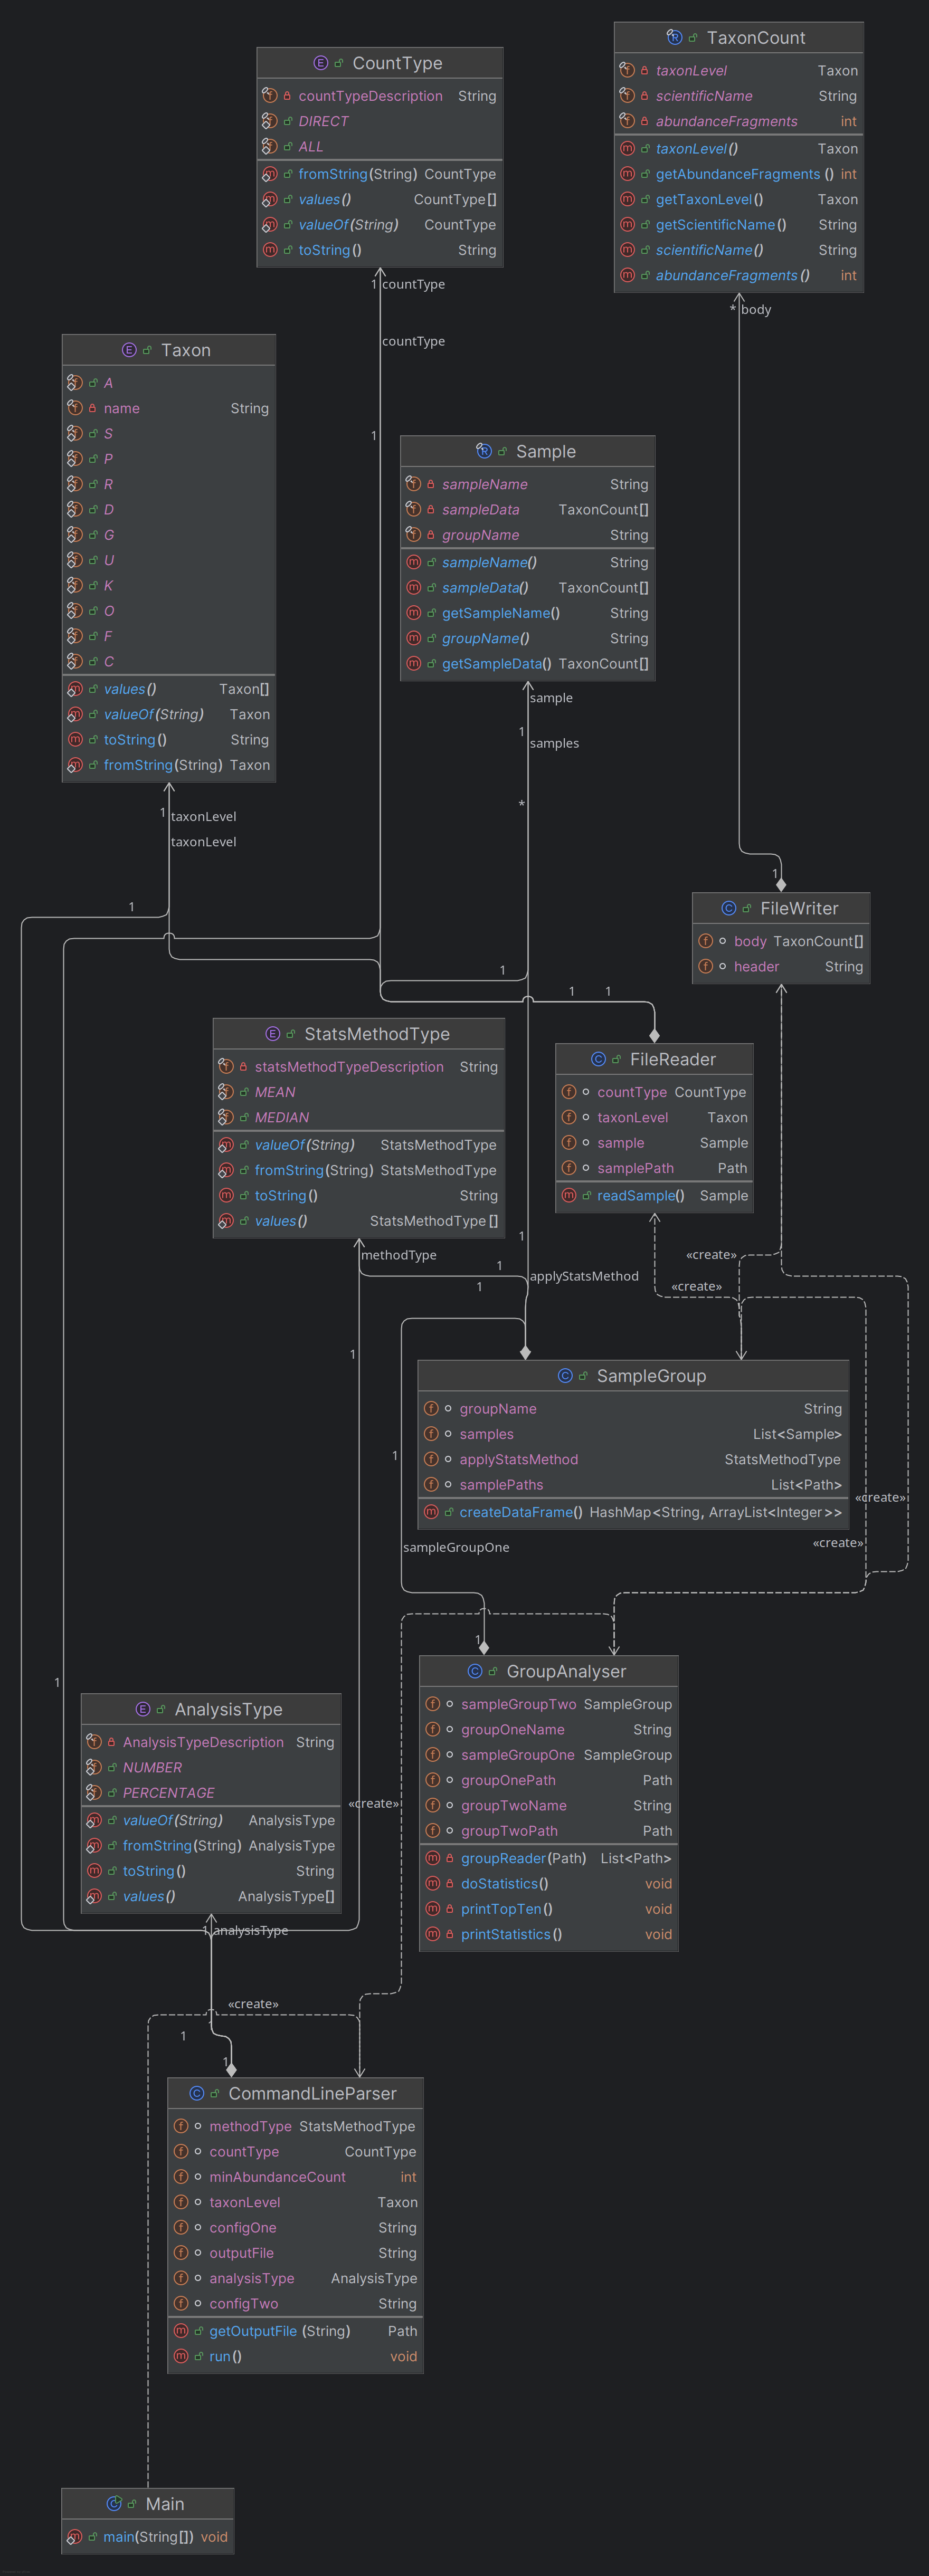 TaxonCount
taxonLevel Taxon
scientificName String
abundanceFragments int
taxonLevel() Taxon
getAbundanceFragments () int
getTaxonLevel() Taxon
getScientificName() String
scientificName() String
abundanceFragments() int
CountType
countTypeDescription String
DIRECT
ALL
fromString(String) CountType
values() CountType[]
valueOf(String) CountType
toString() String
1 countType
countType
1
* body
Taxon
A
name String
S
P
R
D
G
U
K
O
F
C
values() Taxon[]
valueOf(String) Taxon
toString() String
fromString(String) Taxon
1 taxonLevel
taxonLevel
1
Sample
sampleName String
sampleData TaxonCount[]
groupName String
sampleName() String
sampleData() TaxonCount[]
getSampleName() String
groupName() String
getSampleData() TaxonCount[]
sample
1
samples
*
1
FileWriter
body TaxonCount[]
header String
1
1 1
StatsMethodType
statsMethodTypeDescription String
MEAN
MEDIAN
valueOf(String) StatsMethodType
fromString(String) StatsMethodType
toString() String
values() StatsMethodType[]
FileReader
countType CountType
taxonLevel Taxon
sample Sample
samplePath Path
readSample() Sample
1
methodType
1
1
applyStatsMethod
«create»
«create»
1
SampleGroup
groupName String
samples List<Sample>
applyStatsMethod StatsMethodType
samplePaths List<Path>
createDataFrame() HashMap<String, ArrayList<Integer>>
1
sampleGroupOne
«create»
«create»
1
GroupAnalyser
sampleGroupTwo SampleGroup
groupOneName String
sampleGroupOne SampleGroup
groupOnePath Path
groupTwoName String
groupTwoPath Path
groupReader(Path) List<Path>
doStatistics() void
printTopTen() void
printStatistics() void
1
AnalysisType
AnalysisTypeDescription String
NUMBER
PERCENTAGE
valueOf(String) AnalysisType
fromString(String) AnalysisType
toString() String
values() AnalysisType[]
«create»
1 analysisType
«create»
1
1
CommandLineParser
methodType StatsMethodType
countType CountType
minAbundanceCount int
taxonLevel Taxon
configOne String
outputFile String
analysisType AnalysisType
configTwo String
getOutputFile (String) Path
run() void
Main
main(String[]) void